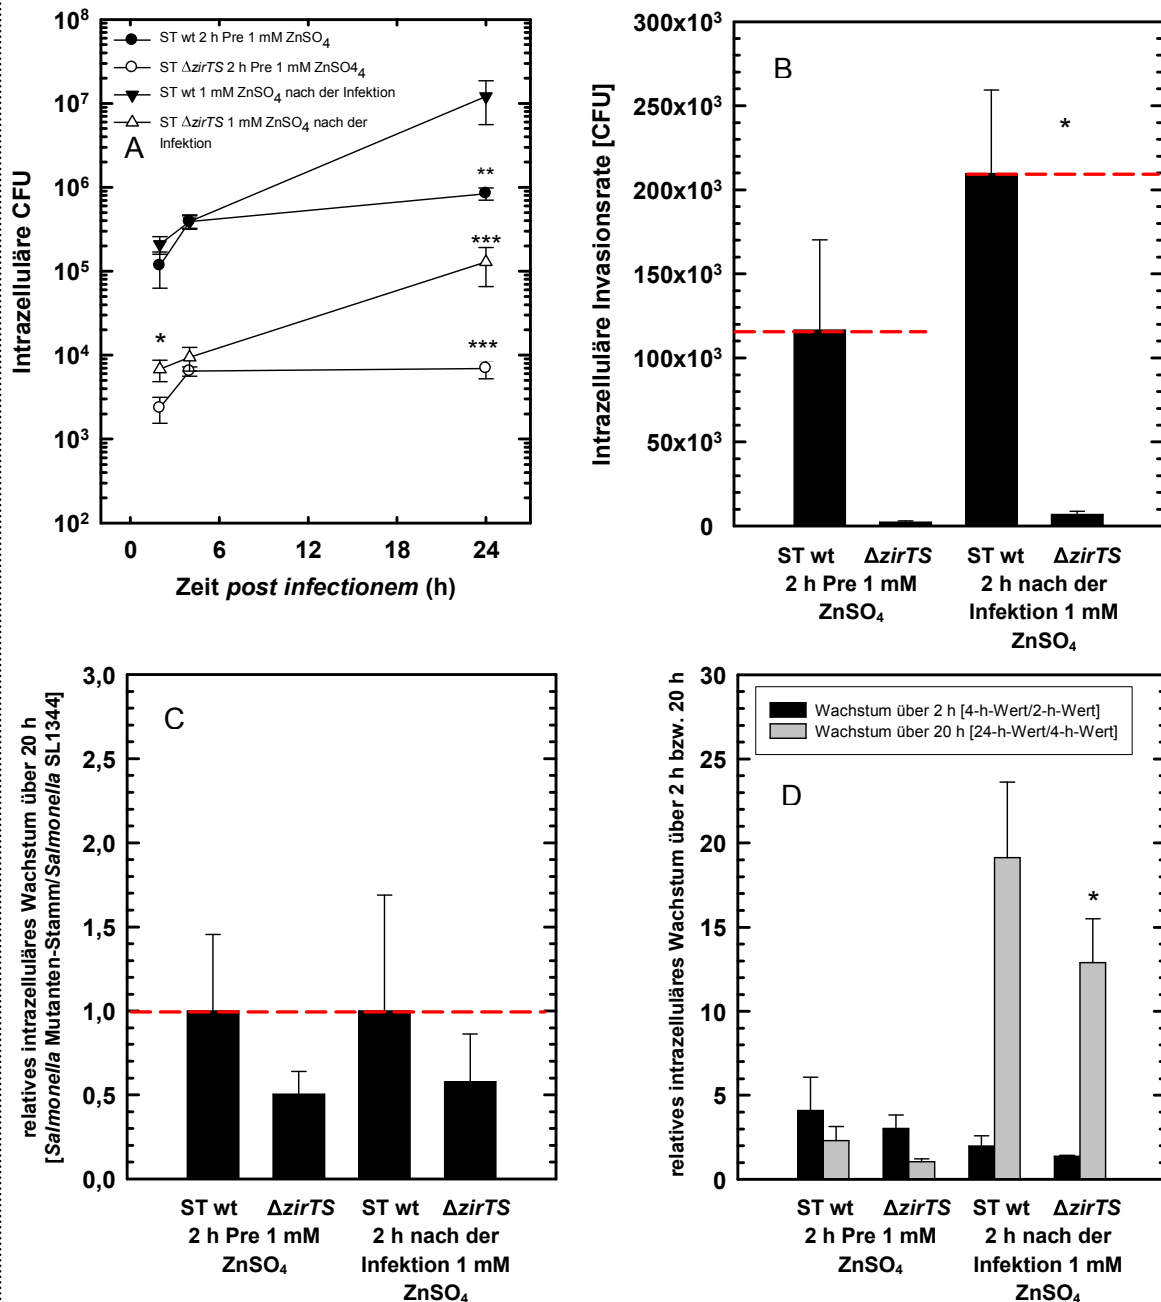 10⁸
10⁷
10⁶
10⁵
10⁴
10³
10²
Intrazelluläre CFU
ST wt 2 h Pre 1 mM ZnSO₄
ST ΔzirTS 2 h Pre 1 mM ZnSO4₄
ST wt 1 mM ZnSO₄ nach der Infektion
ST ΔzirTS 1 mM ZnSO₄ nach der
Infektion
A
**
***
*
***
0 6 12 18 24
Zeit post infectionem (h)
300x10³
250x10³
200x10³
150x10³
100x10³
50x10³
0
Intrazelluläre Invasionsrate [CFU]
B
*
ST wt ΔzirTS ST wt ΔzirTS
2 h Pre 1 mM 2 h nach der
ZnSO₄ Infektion 1 mM
ZnSO₄
3,0
2,5
2,0
1,5
1,0
0,5
0,0
relatives intrazelluläres Wachstum über 20 h
[Salmonella Mutanten-Stamm/Salmonella SL1344]
C
ST wt ΔzirTS ST wt ΔzirTS
2 h Pre 1 mM 2 h nach der
ZnSO₄ Infektion 1 mM
ZnSO₄
30
25
20
15
10
5
0
relatives intrazelluläres Wachstum über 2 h bzw. 20 h
Wachstum über 2 h [4-h-Wert/2-h-Wert]
Wachstum über 20 h [24-h-Wert/4-h-Wert]
D
*
ST wt ΔzirTS ST wt ΔzirTS
2 h Pre 1 mM 2 h nach der
ZnSO₄ Infektion 1 mM
ZnSO₄